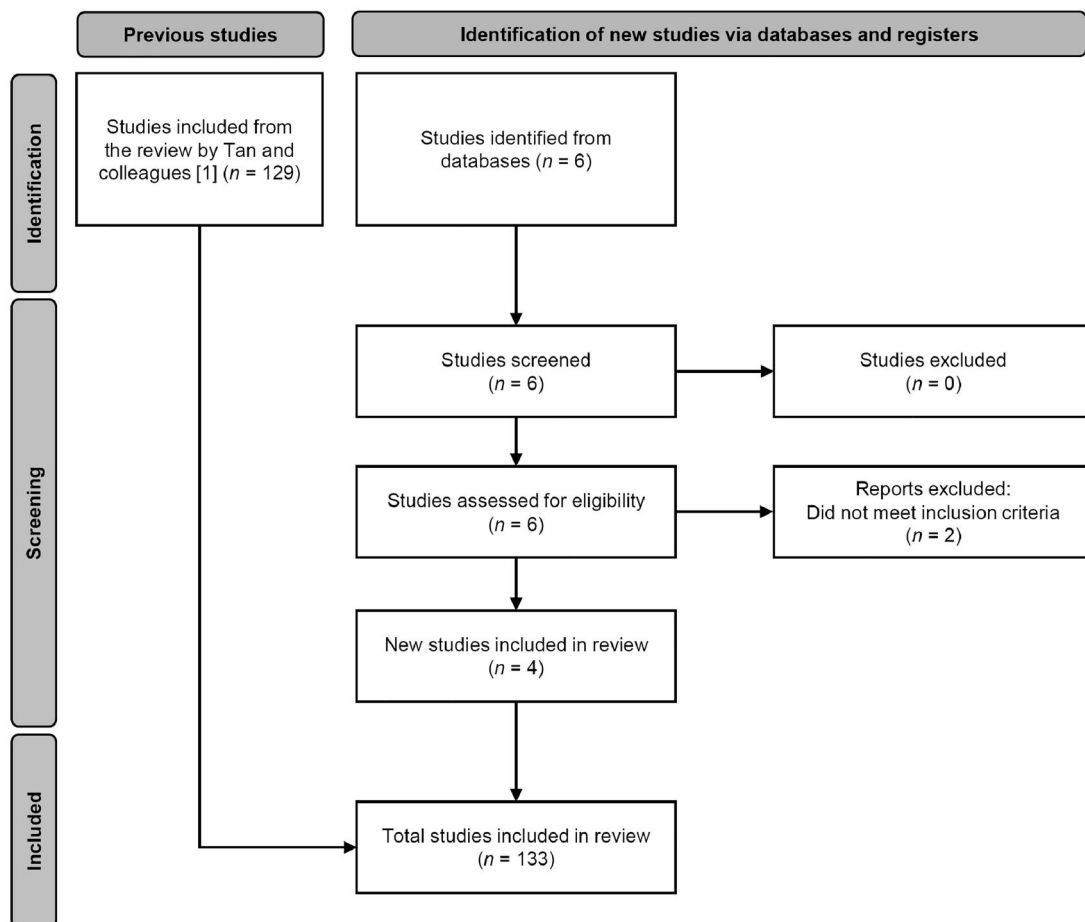 Previous studies
Identification of new studies via databases and registers
Identification
Studies included from
the review by Tan and
colleagues [1] (n = 129)
Studies identified from
databases (n = 6)
Screening
Studies screened
(n = 6)
Studies excluded
(n = 0)
Studies assessed for eligibility
(n = 6)
Reports excluded:
Did not meet inclusion criteria
(n = 2)
New studies included in review
(n = 4)
Included
Total studies included in review
(n = 133)